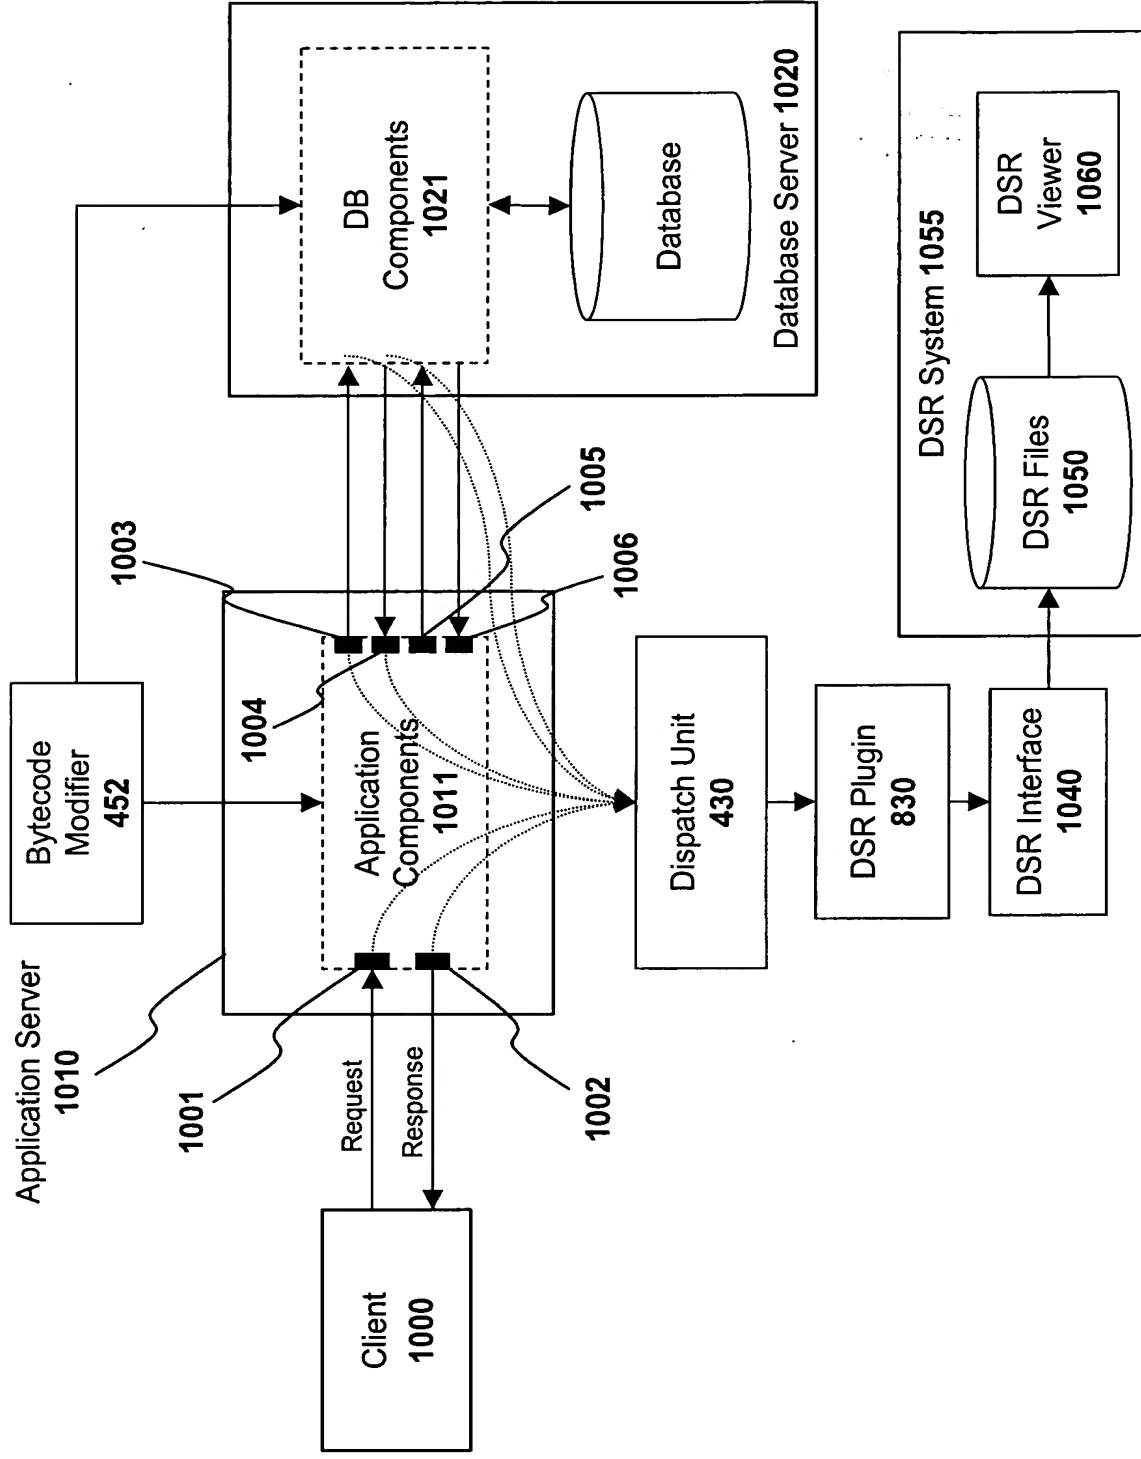 Application Server
1010
Bytecode
Modifier
452
1003
1004
1005
1006
DB
Components
1021
Database
Database Server 1020
Application
Components
1011
1001
1002
Request
Response
Client
1000
Dispatch Unit
430
DSR Plugin
830
DSR Interface
1040
DSR System 1055
DSR Files
1050
DSR
Viewer
1060